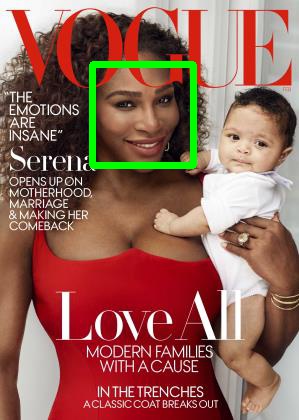 VOGUE
FEB
"THE
EMOTIONS
ARE
INSANE"
Serena
OPENS UP ON
MOTHERHOOD,
MARRIAGE
& MAKING HER
COMEBACK
Love All
MODERN FAMILIES
WITH A CAUSE
IN THE TRENCHES
A CLASSIC COAT BREAKS OUT